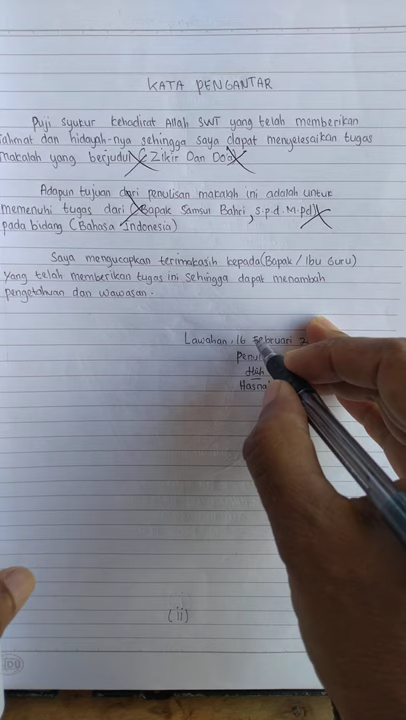 KATA PENGANTAR
Puji syukur kehadirat Allah SWT yang telah memberikan
rahmat dan hidayah-nya sehingga saya dapat menyelesaikan tugas
makalah yang berjudul ( Zikir Dan Doa
Adapun tujuan dari penulisan makalah ini adalah untuk
memenuhi tugas dari (Bapak Samsur Bahri, s.p.d. M.pd)
pada bidang (Bahasa Indonesia)
Saya mengucapkan terimakasih kepada (Bapak / Ibu Guru)
yang telah memberikan tugas ini sehingga dapat menambah
pengetahuan dan wawasan.
Lawahan, 16 Februari
(ii)